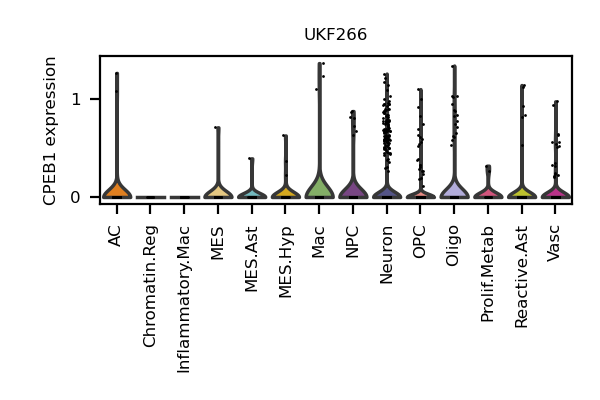 UKF266
CPEB1 expression
1
0
AC
Chromatin.Reg
Inflammatory.Mac
MES
MES.Ast
MES.Hyp
Mac
NPC
Neuron
OPC
Oligo
Prolif.Metab
Reactive.Ast
Vasc